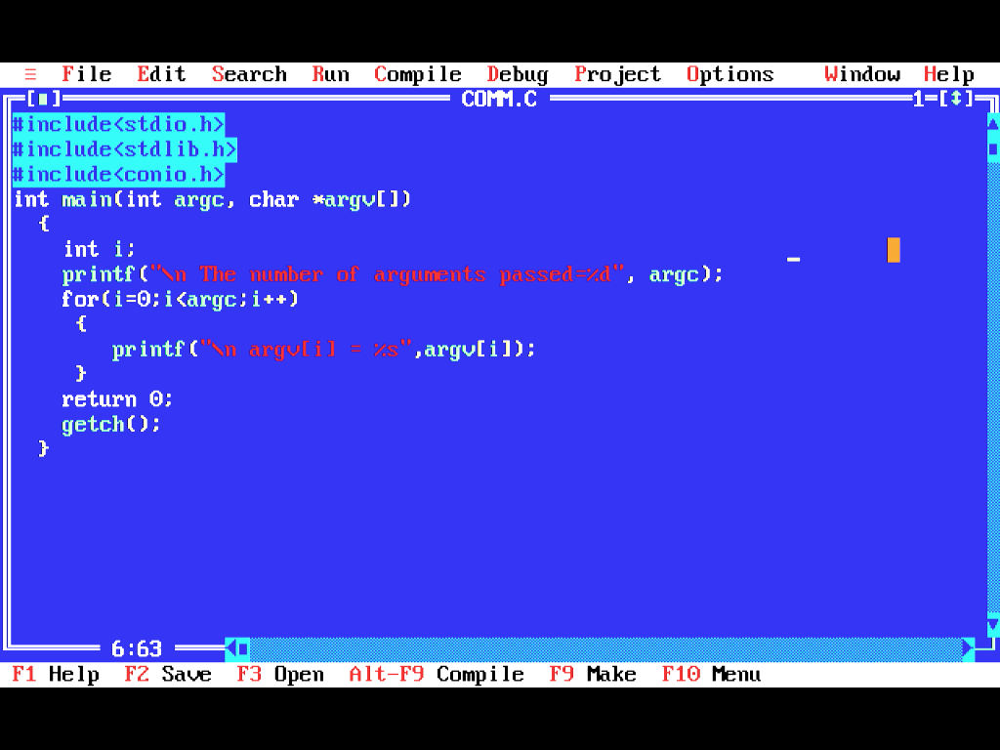 ≡ File Edit Search Run Compile Debug Project Options Window Help
[■] COMM.C 1=[↕]
#include<stdio.h>
#include<stdlib.h>
#include<conio.h>
int main(int argc, char *argv[])
{
int i;
printf("\n The number of arguments passed=%d", argc);
for(i=0;i<argc;i++)
{
printf("\n argv[i] = %s",argv[i]);
}
return 0;
getch();
}
6:63
F1 Help F2 Save F3 Open Alt-F9 Compile F9 Make F10 Menu